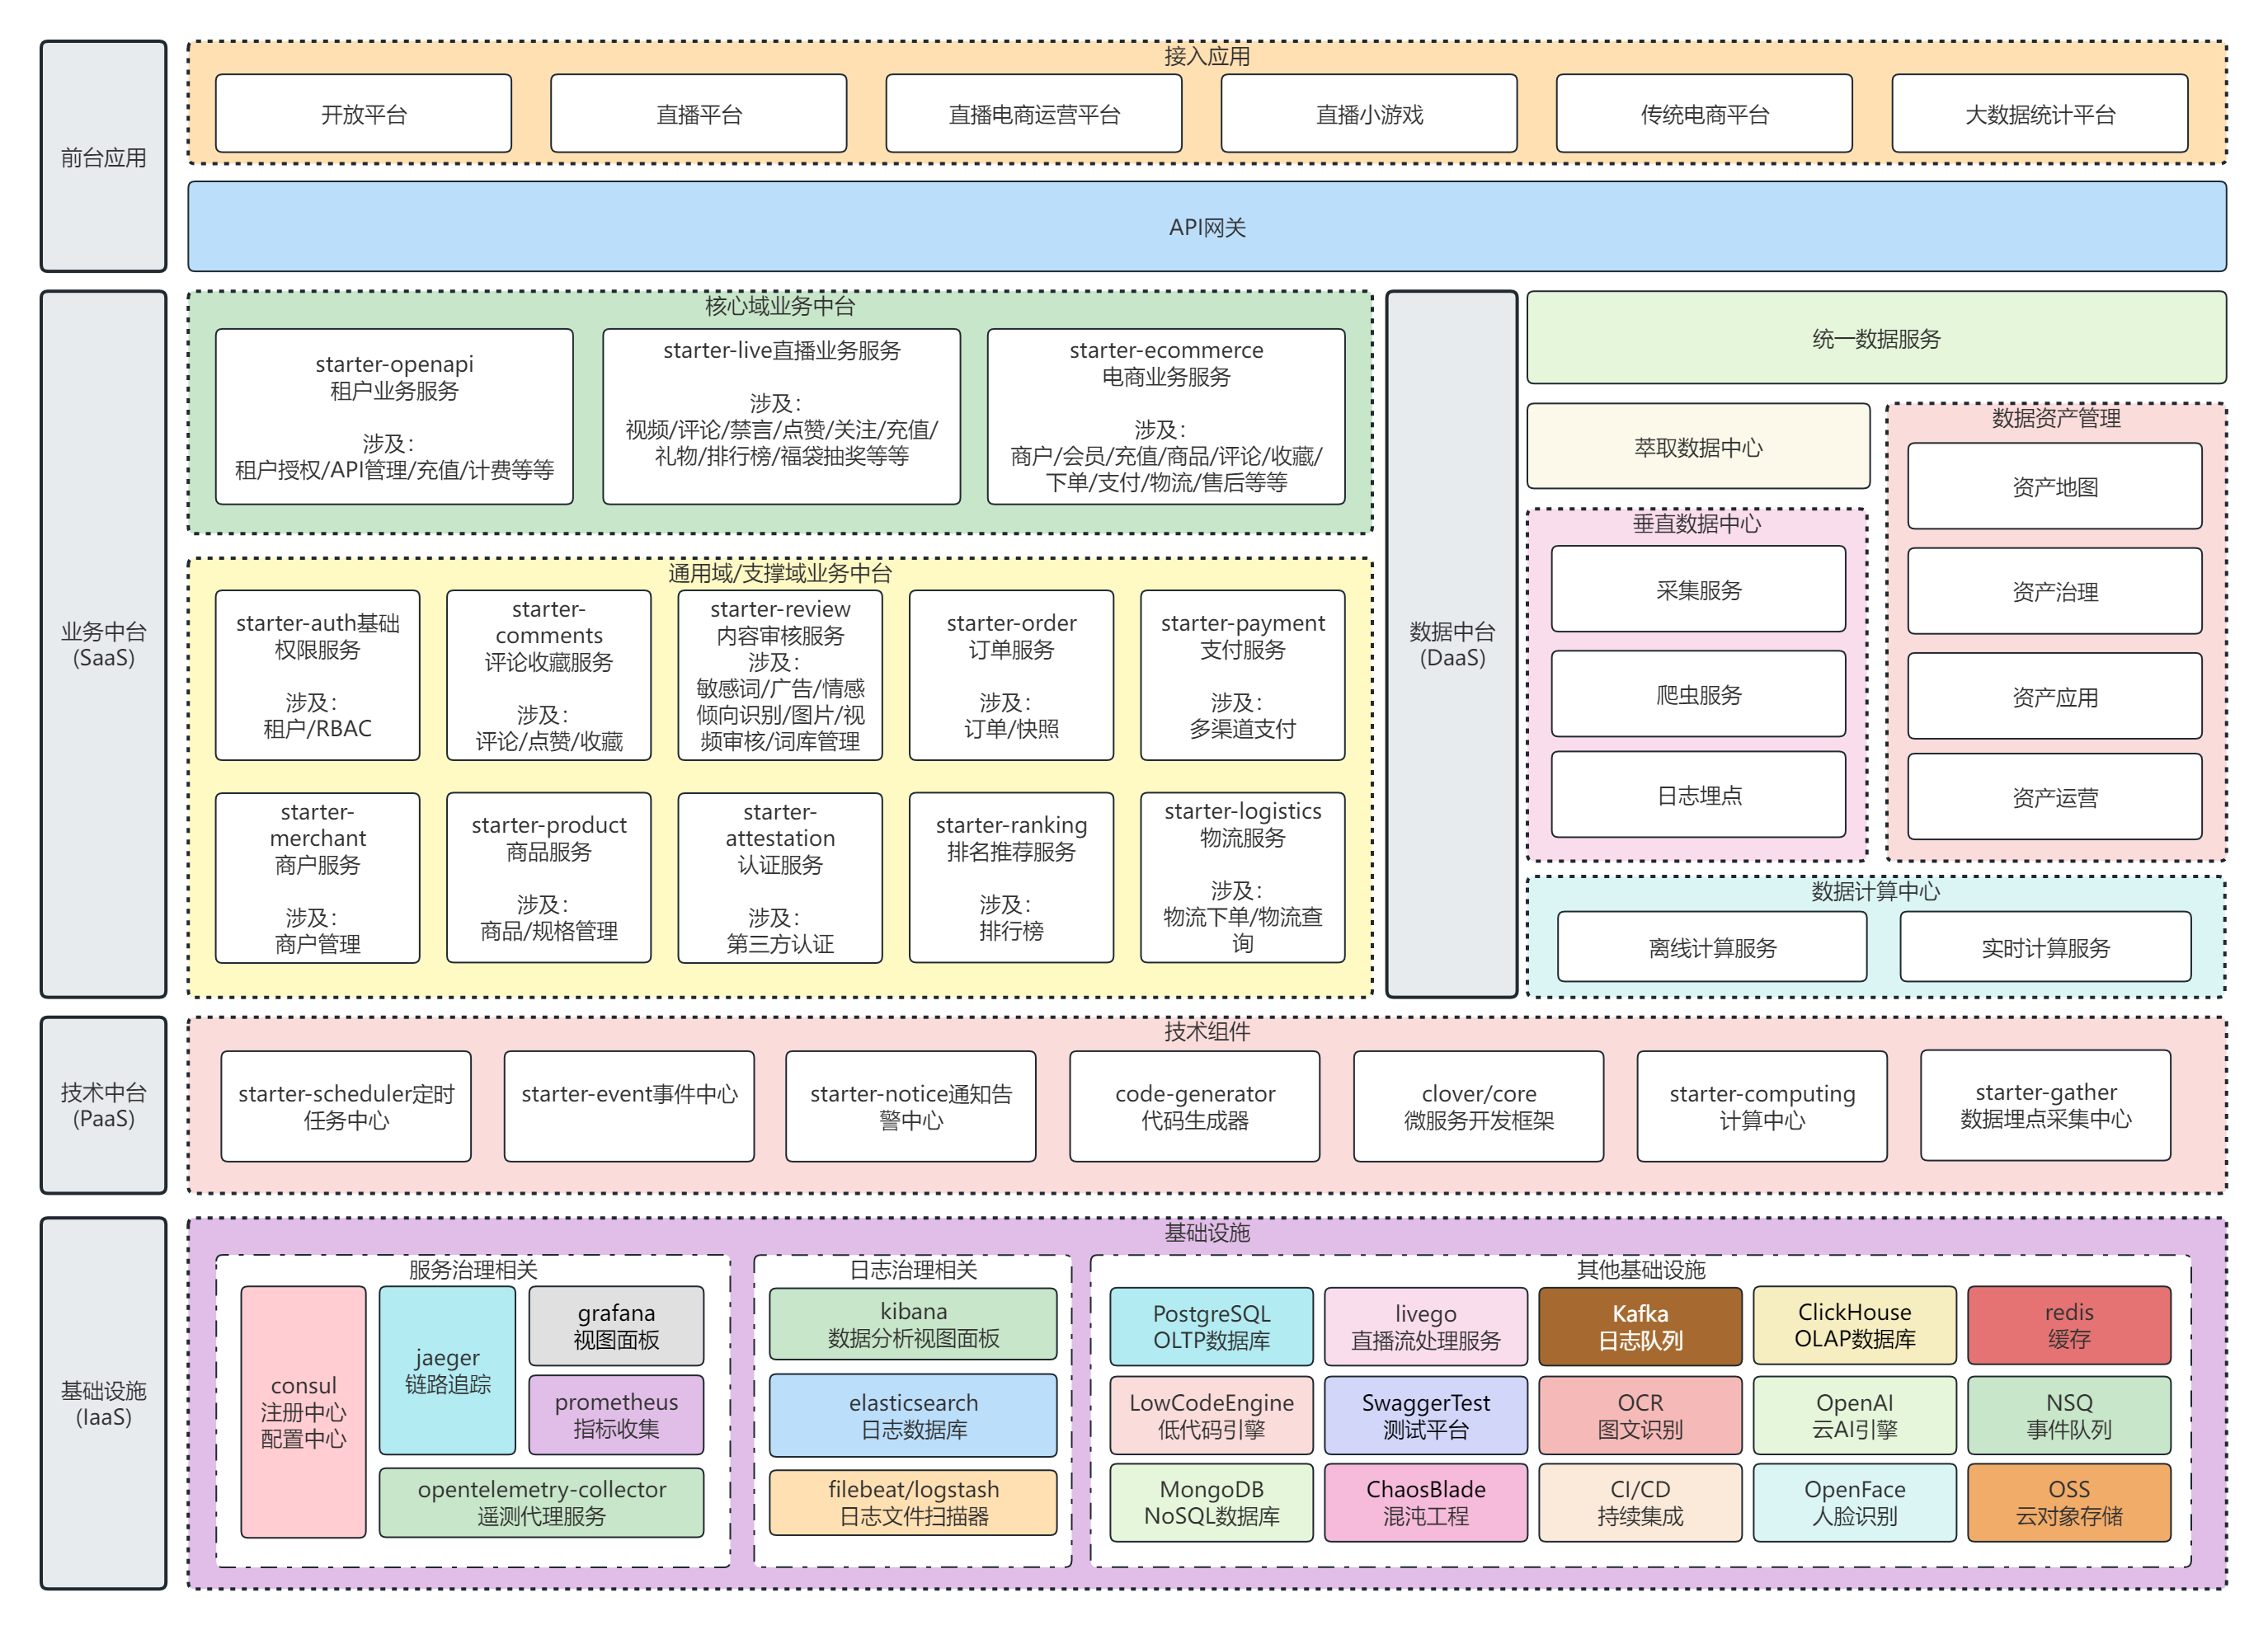 前台应用
接入应用
开放平台
直播平台
直播电商运营平台
直播小游戏
传统电商平台
大数据统计平台
API网关
业务中台
(SaaS)
核心域业务中台
starter-openapi
租户业务服务
涉及：
租户授权/API管理/充值/计费等等
starter-live直播业务服务
涉及：
视频/评论/禁言/点赞/关注/充值/
礼物/排行榜/福袋抽奖等等
starter-ecommerce
电商业务服务
涉及：
商户/会员/充值/商品/评论/收藏/
下单/支付/物流/售后等等
通用域/支撑域业务中台
starter-auth基础
权限服务
涉及：
租户/RBAC
starter-
comments
评论收藏服务
涉及：
评论/点赞/收藏
starter-review
内容审核服务
涉及：
敏感词/广告/情感
倾向识别/图片/视
频审核/词库管理
starter-order
订单服务
涉及：
订单/快照
starter-payment
支付服务
涉及：
多渠道支付
starter-
merchant
商户服务
涉及：
商户管理
starter-product
商品服务
涉及：
商品/规格管理
starter-
attestation
认证服务
涉及：
第三方认证
starter-ranking
排名推荐服务
涉及：
排行榜
starter-logistics
物流服务
涉及：
物流下单/物流查
询
数据中台
(DaaS)
统一数据服务
萃取数据中心
垂直数据中心
采集服务
爬虫服务
日志埋点
数据资产管理
资产地图
资产治理
资产应用
资产运营
数据计算中心
离线计算服务
实时计算服务
技术中台
(PaaS)
技术组件
starter-scheduler定时
任务中心
starter-event事件中心
starter-notice通知告
警中心
code-generator
代码生成器
clover/core
微服务开发框架
starter-computing
计算中心
starter-gather
数据埋点采集中心
基础设施
(IaaS)
基础设施
服务治理相关
consul
注册中心
配置中心
jaeger
链路追踪
grafana
视图面板
prometheus
指标收集
opentelemetry-collector
遥测代理服务
日志治理相关
kibana
数据分析视图面板
elasticsearch
日志数据库
filebeat/logstash
日志文件扫描器
其他基础设施
PostgreSQL
OLTP数据库
livego
直播流处理服务
Kafka
日志队列
ClickHouse
OLAP数据库
redis
缓存
LowCodeEngine
低代码引擎
SwaggerTest
测试平台
OCR
图文识别
OpenAI
云AI引擎
NSQ
事件队列
MongoDB
NoSQL数据库
ChaosBlade
混沌工程
CI/CD
持续集成
OpenFace
人脸识别
OSS
云对象存储